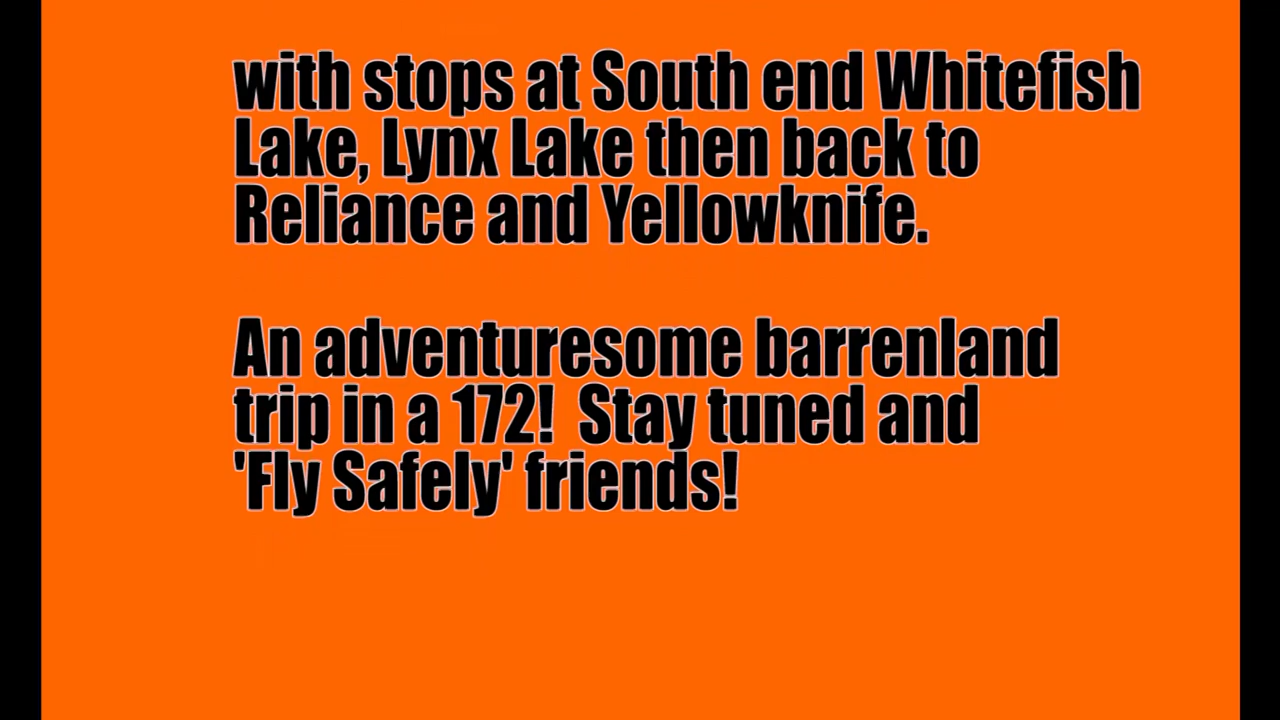 with stops at South end Whitefish
Lake, Lynx Lake then back to
Reliance and Yellowknife.
An adventuresome barrenland
trip in a 172!  Stay tuned and
'Fly Safely' friends!